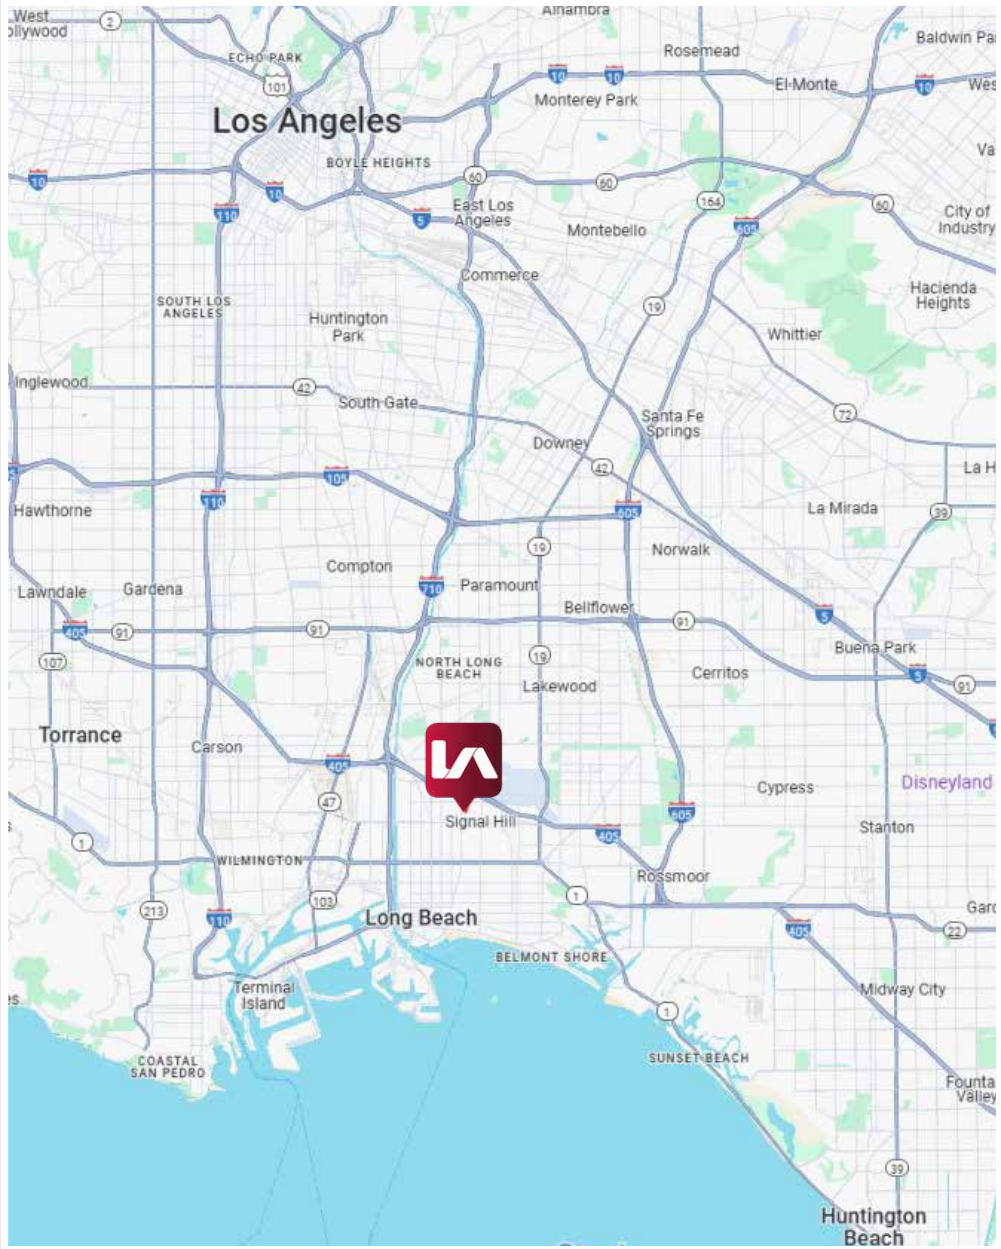 West
ollywood
2
Alhambra
Baldwin Pa
Rosemead
ECHO PARK
101
10
10
El Monte
10
Wes
Monterey Park
Los Angeles
BOYLE HEIGHTS
Va
10
10
60
60
164
60
110
5
East Los
Angeles
Montebello
605
City of
Industry
Commerce
SOUTH LOS
ANGELES
19
Hacienda
Heights
Huntington
Park
Whittier
Inglewood
42
South Gate
72
Santa Fe
Springs
Downey
42
La H
105
110
605
La Mirada
39
Hawthorne
19
Norwalk
Compton
Paramount
710
Lawndale
Gardena
Bellflower
5
405
91
91
91
Buena Park
107
NORTH LONG
BEACH
19
Cerritos
5
91
Lakewood
Torrance
Carson
LA
405
Cypress
Disneyland
47
605
Signal Hill
405
Stanton
1
WILMINGTON
Rossmoor
103
1
213
110
Long Beach
Gard
405
22
BELMONT SHORE
Terminal
Island
Midway City
es
1
COASTAL
SAN PEDRO
SUNSET BEACH
Founta
Valley
39
Huntington
Beach